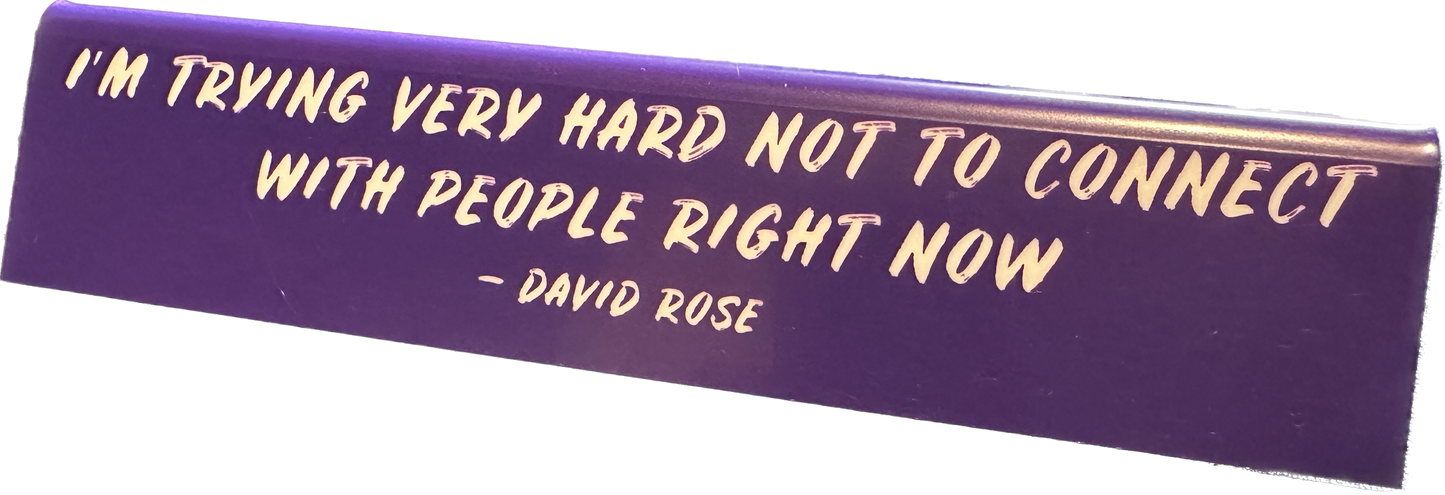 I'M TRYING VERY HARD NOT TO CONNECT
WITH PEOPLE RIGHT NOW
- DAVID ROSE